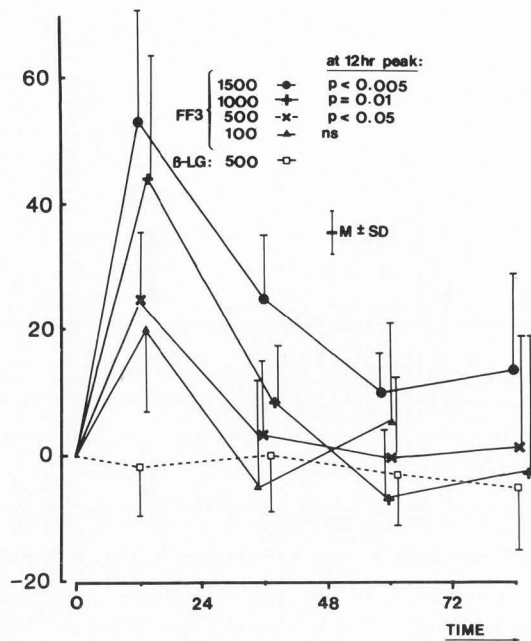 60
40
20
0
-20
0 24 48 72
TIME
at 12hr peak:
FF3
1500 p < 0.005
1000 p = 0.01
500 p < 0.05
100 ns
β-LG: 500
M ± SD